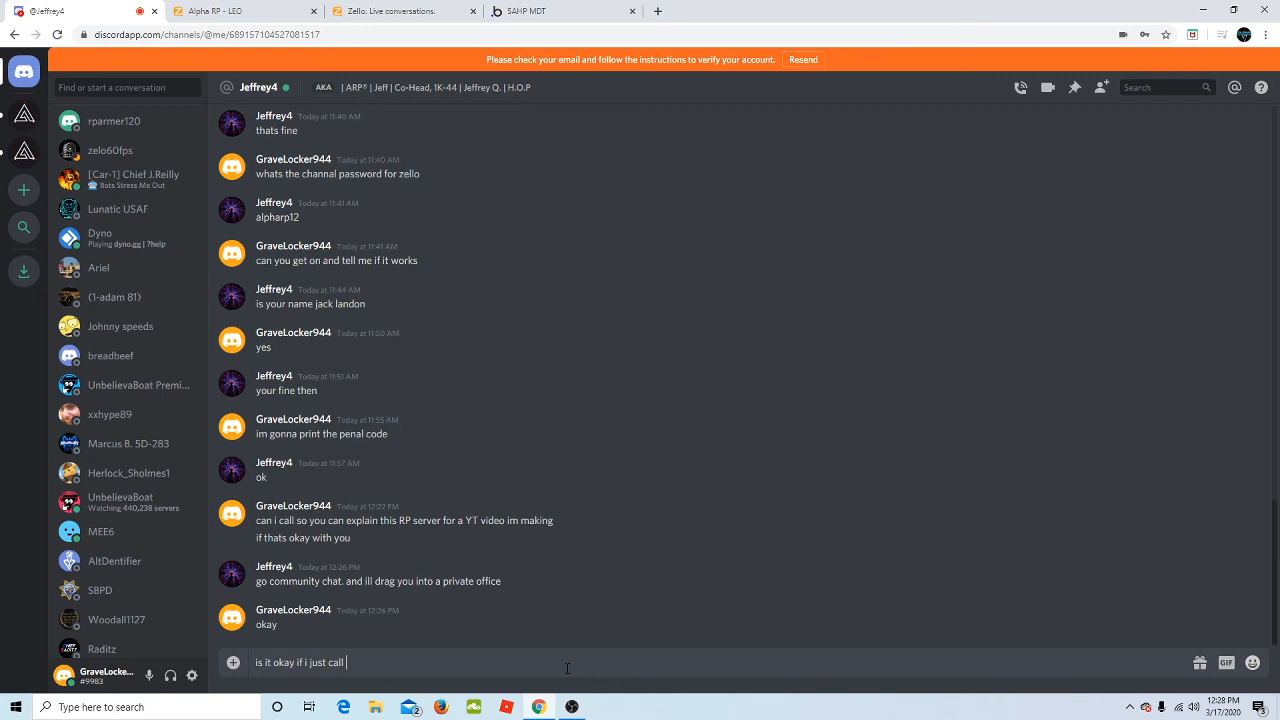 @Jeffrey4
Alpha RP - LEO
Zello. Live conversations.
SAHP MDT
discordapp.com/channels/@me/689157104527081517
Please check your email and follow the instructions to verify your account.
Resend
Find or start a conversation
Jeffrey4
AKA
| ARP® | Jeff | Co-Head, 1K-44 | Jeffrey Q. | H.O.P
Search
rparmer120
zelo60fps
[Car-1] Chief J.Reilly
Bots Stress Me Out
Lunatic USAF
Dyno
Playing dyno.gg | ?help
Ariel
(1-adam 81)
Johnny speeds
breadbeef
UnbelievaBoat Premi...
xxhype89
Marcus B. 5D-283
Herlock_Sholmes1
UnbelievaBoat
Watching 440,238 servers
MEE6
AltDentifier
SBPD
Woodall1127
Raditz
GraveLocke...
#9983
Jeffrey4 Today at 11:40 AM
thats fine
GraveLocker944 Today at 11:40 AM
whats the channal password for zello
Jeffrey4 Today at 11:41 AM
alpharp12
GraveLocker944 Today at 11:41 AM
can you get on and tell me if it works
Jeffrey4 Today at 11:44 AM
is your name jack landon
GraveLocker944 Today at 11:50 AM
yes
Jeffrey4 Today at 11:51 AM
your fine then
GraveLocker944 Today at 11:55 AM
im gonna print the penal code
Jeffrey4 Today at 11:57 AM
ok
GraveLocker944 Today at 12:22 PM
can i call so you can explain this RP server for a YT video im making
if thats okay with you
Jeffrey4 Today at 12:26 PM
go community chat. and ill drag you into a private office
GraveLocker944 Today at 12:26 PM
okay
is it okay if i just call
GIF
Type here to search
2
12:28 PM
3/17/2020
3